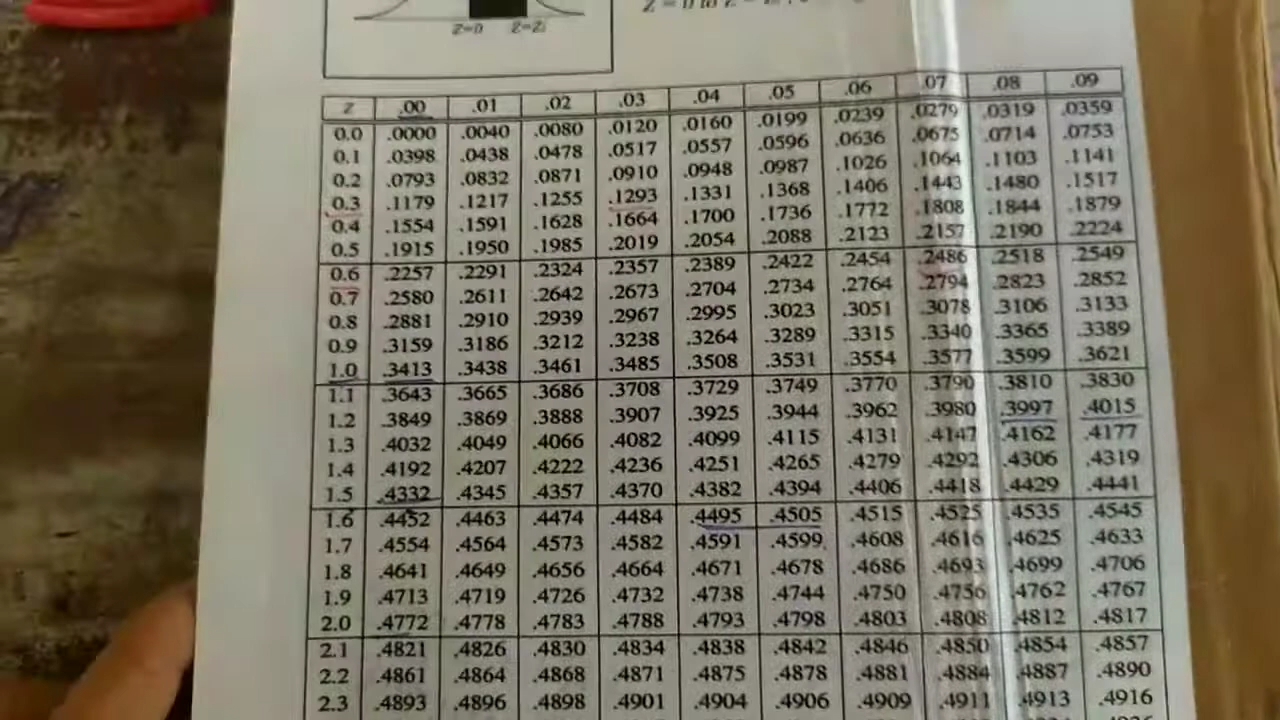 Z=0 Z=Zi
z .00 .01 .02 .03 .04 .05 .06 .07 .08 .09
0.0 .0000 .0040 .0080 .0120 .0160 .0199 .0239 .0279 .0319 .0359
0.1 .0398 .0438 .0478 .0517 .0557 .0596 .0636 .0675 .0714 .0753
0.2 .0793 .0832 .0871 .0910 .0948 .0987 .1026 .1064 .1103 .1141
0.3 .1179 .1217 .1255 .1293 .1331 .1368 .1406 .1443 .1480 .1517
0.4 .1554 .1591 .1628 .1664 .1700 .1736 .1772 .1808 .1844 .1879
0.5 .1915 .1950 .1985 .2019 .2054 .2088 .2123 .2157 .2190 .2224
0.6 .2257 .2291 .2324 .2357 .2389 .2422 .2454 .2486 .2518 .2549
0.7 .2580 .2611 .2642 .2673 .2704 .2734 .2764 .2794 .2823 .2852
0.8 .2881 .2910 .2939 .2967 .2995 .3023 .3051 .3078 .3106 .3133
0.9 .3159 .3186 .3212 .3238 .3264 .3289 .3315 .3340 .3365 .3389
1.0 .3413 .3438 .3461 .3485 .3508 .3531 .3554 .3577 .3599 .3621
1.1 .3643 .3665 .3686 .3708 .3729 .3749 .3770 .3790 .3810 .3830
1.2 .3849 .3869 .3888 .3907 .3925 .3944 .3962 .3980 .3997 .4015
1.3 .4032 .4049 .4066 .4082 .4099 .4115 .4131 .4147 .4162 .4177
1.4 .4192 .4207 .4222 .4236 .4251 .4265 .4279 .4292 .4306 .4319
1.5 .4332 .4345 .4357 .4370 .4382 .4394 .4406 .4418 .4429 .4441
1.6 .4452 .4463 .4474 .4484 .4495 .4505 .4515 .4525 .4535 .4545
1.7 .4554 .4564 .4573 .4582 .4591 .4599 .4608 .4616 .4625 .4633
1.8 .4641 .4649 .4656 .4664 .4671 .4678 .4686 .4693 .4699 .4706
1.9 .4713 .4719 .4726 .4732 .4738 .4744 .4750 .4756 .4762 .4767
2.0 .4772 .4778 .4783 .4788 .4793 .4798 .4803 .4808 .4812 .4817
2.1 .4821 .4826 .4830 .4834 .4838 .4842 .4846 .4850 .4854 .4857
2.2 .4861 .4864 .4868 .4871 .4875 .4878 .4881 .4884 .4887 .4890
2.3 .4893 .4896 .4898 .4901 .4904 .4906 .4909 .4911 .4913 .4916